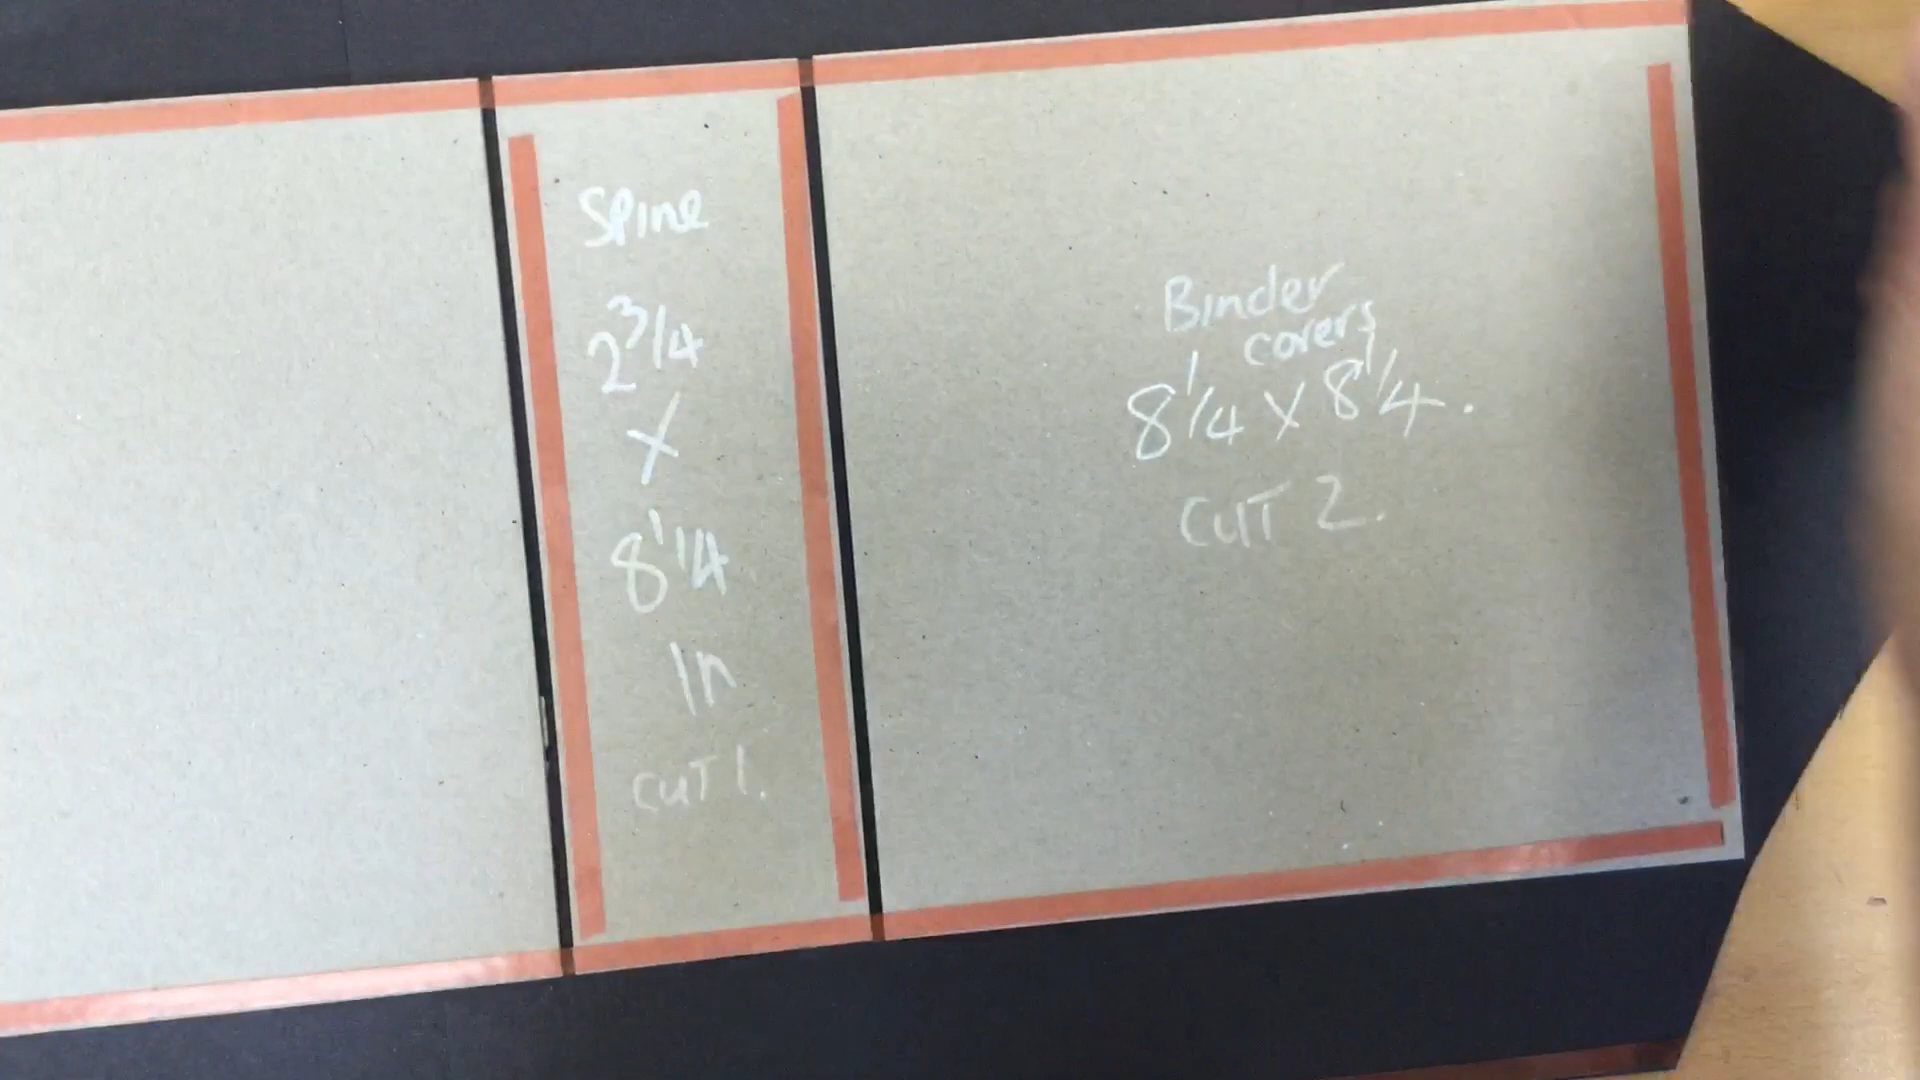 Spine
2 3/4
X
8 1/4
In
CUT 1.
Binder
covers
8 1/4 X 8 1/4.
CUT 2.